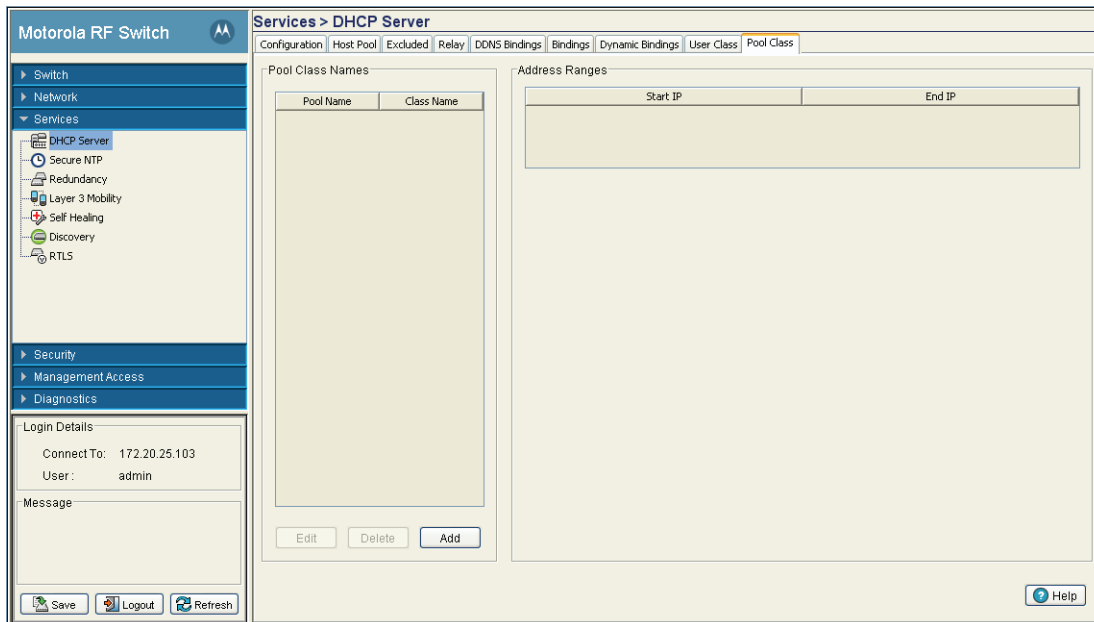 Motorola RF Switch
Switch
Network
Services
DHCP Server
Secure NTP
Redundancy
Layer 3 Mobility
Self Healing
Discovery
RTLS
Security
Management Access
Diagnostics
Login Details
Connect To: 172.20.25.103
User : admin
Message
Save Logout Refresh
Services > DHCP Server
Configuration Host Pool Excluded Relay DDNS Bindings Bindings Dynamic Bindings User Class Pool Class
Pool Class Names
Pool Name Class Name
Edit Delete Add
Address Ranges
Start IP End IP
Help